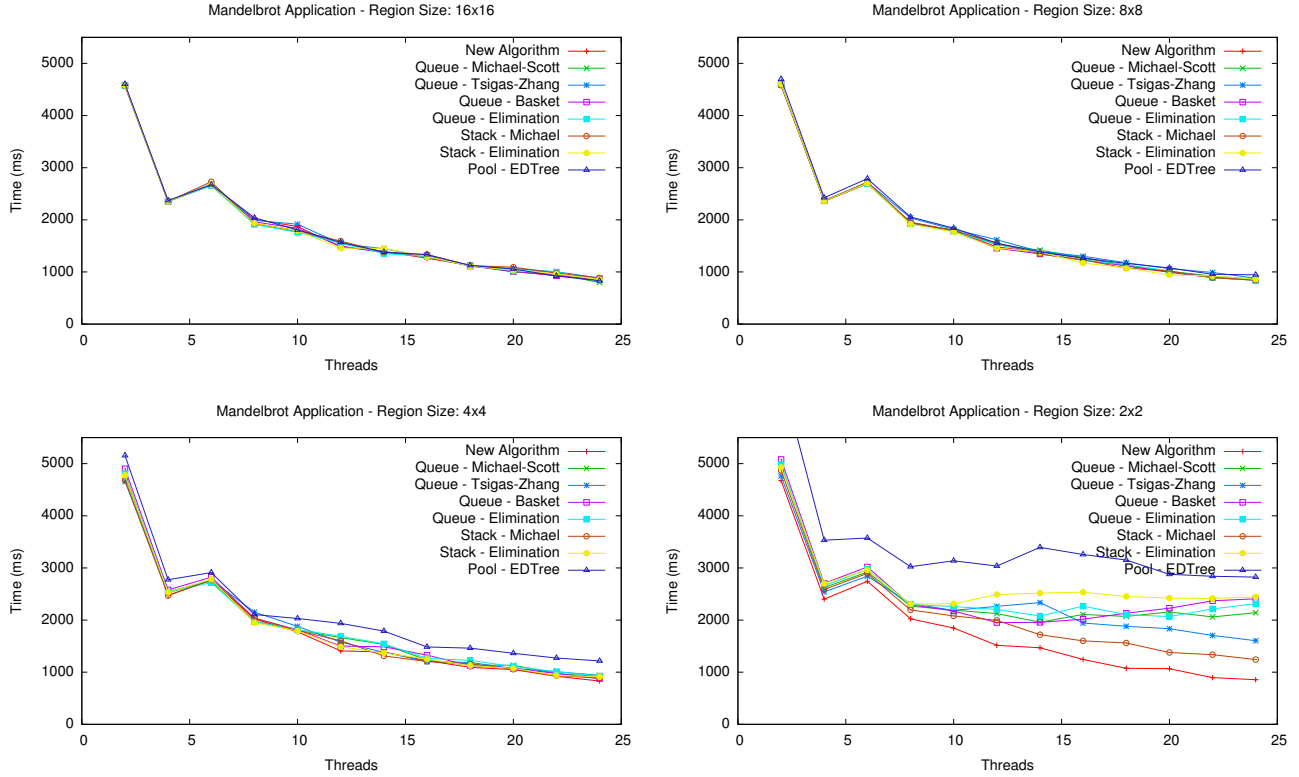 Mandelbrot Application - Region Size: 16x16
New Algorithm
Queue - Michael-Scott
Queue - Tsigas-Zhang
Queue - Basket
Queue - Elimination
Stack - Michael
Stack - Elimination
Pool - EDTree
Time (ms)
5000
4000
3000
2000
1000
0
0 5 10 15 20 25
Threads
Mandelbrot Application - Region Size: 8x8
New Algorithm
Queue - Michael-Scott
Queue - Tsigas-Zhang
Queue - Basket
Queue - Elimination
Stack - Michael
Stack - Elimination
Pool - EDTree
Time (ms)
5000
4000
3000
2000
1000
0
0 5 10 15 20 25
Threads
Mandelbrot Application - Region Size: 4x4
New Algorithm
Queue - Michael-Scott
Queue - Tsigas-Zhang
Queue - Basket
Queue - Elimination
Stack - Michael
Stack - Elimination
Pool - EDTree
Time (ms)
5000
4000
3000
2000
1000
0
0 5 10 15 20 25
Threads
Mandelbrot Application - Region Size: 2x2
New Algorithm
Queue - Michael-Scott
Queue - Tsigas-Zhang
Queue - Basket
Queue - Elimination
Stack - Michael
Stack - Elimination
Pool - EDTree
Time (ms)
5000
4000
3000
2000
1000
0
0 5 10 15 20 25
Threads